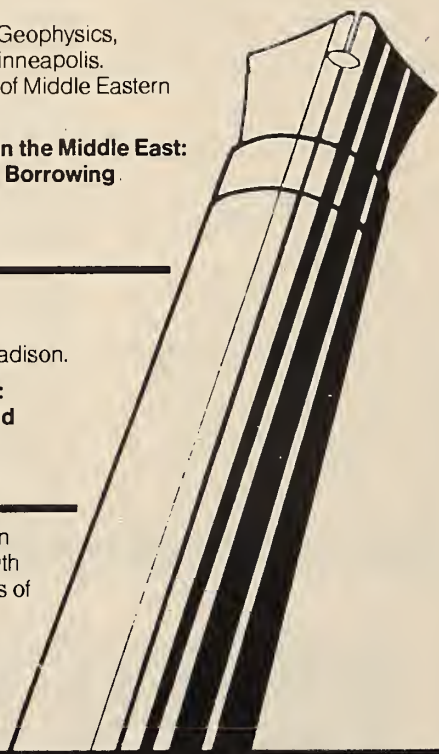 Geophysics,
inneapolis.
of Middle Eastern
n the Middle East:
Borrowing
adison.
:
d
n
th
s of